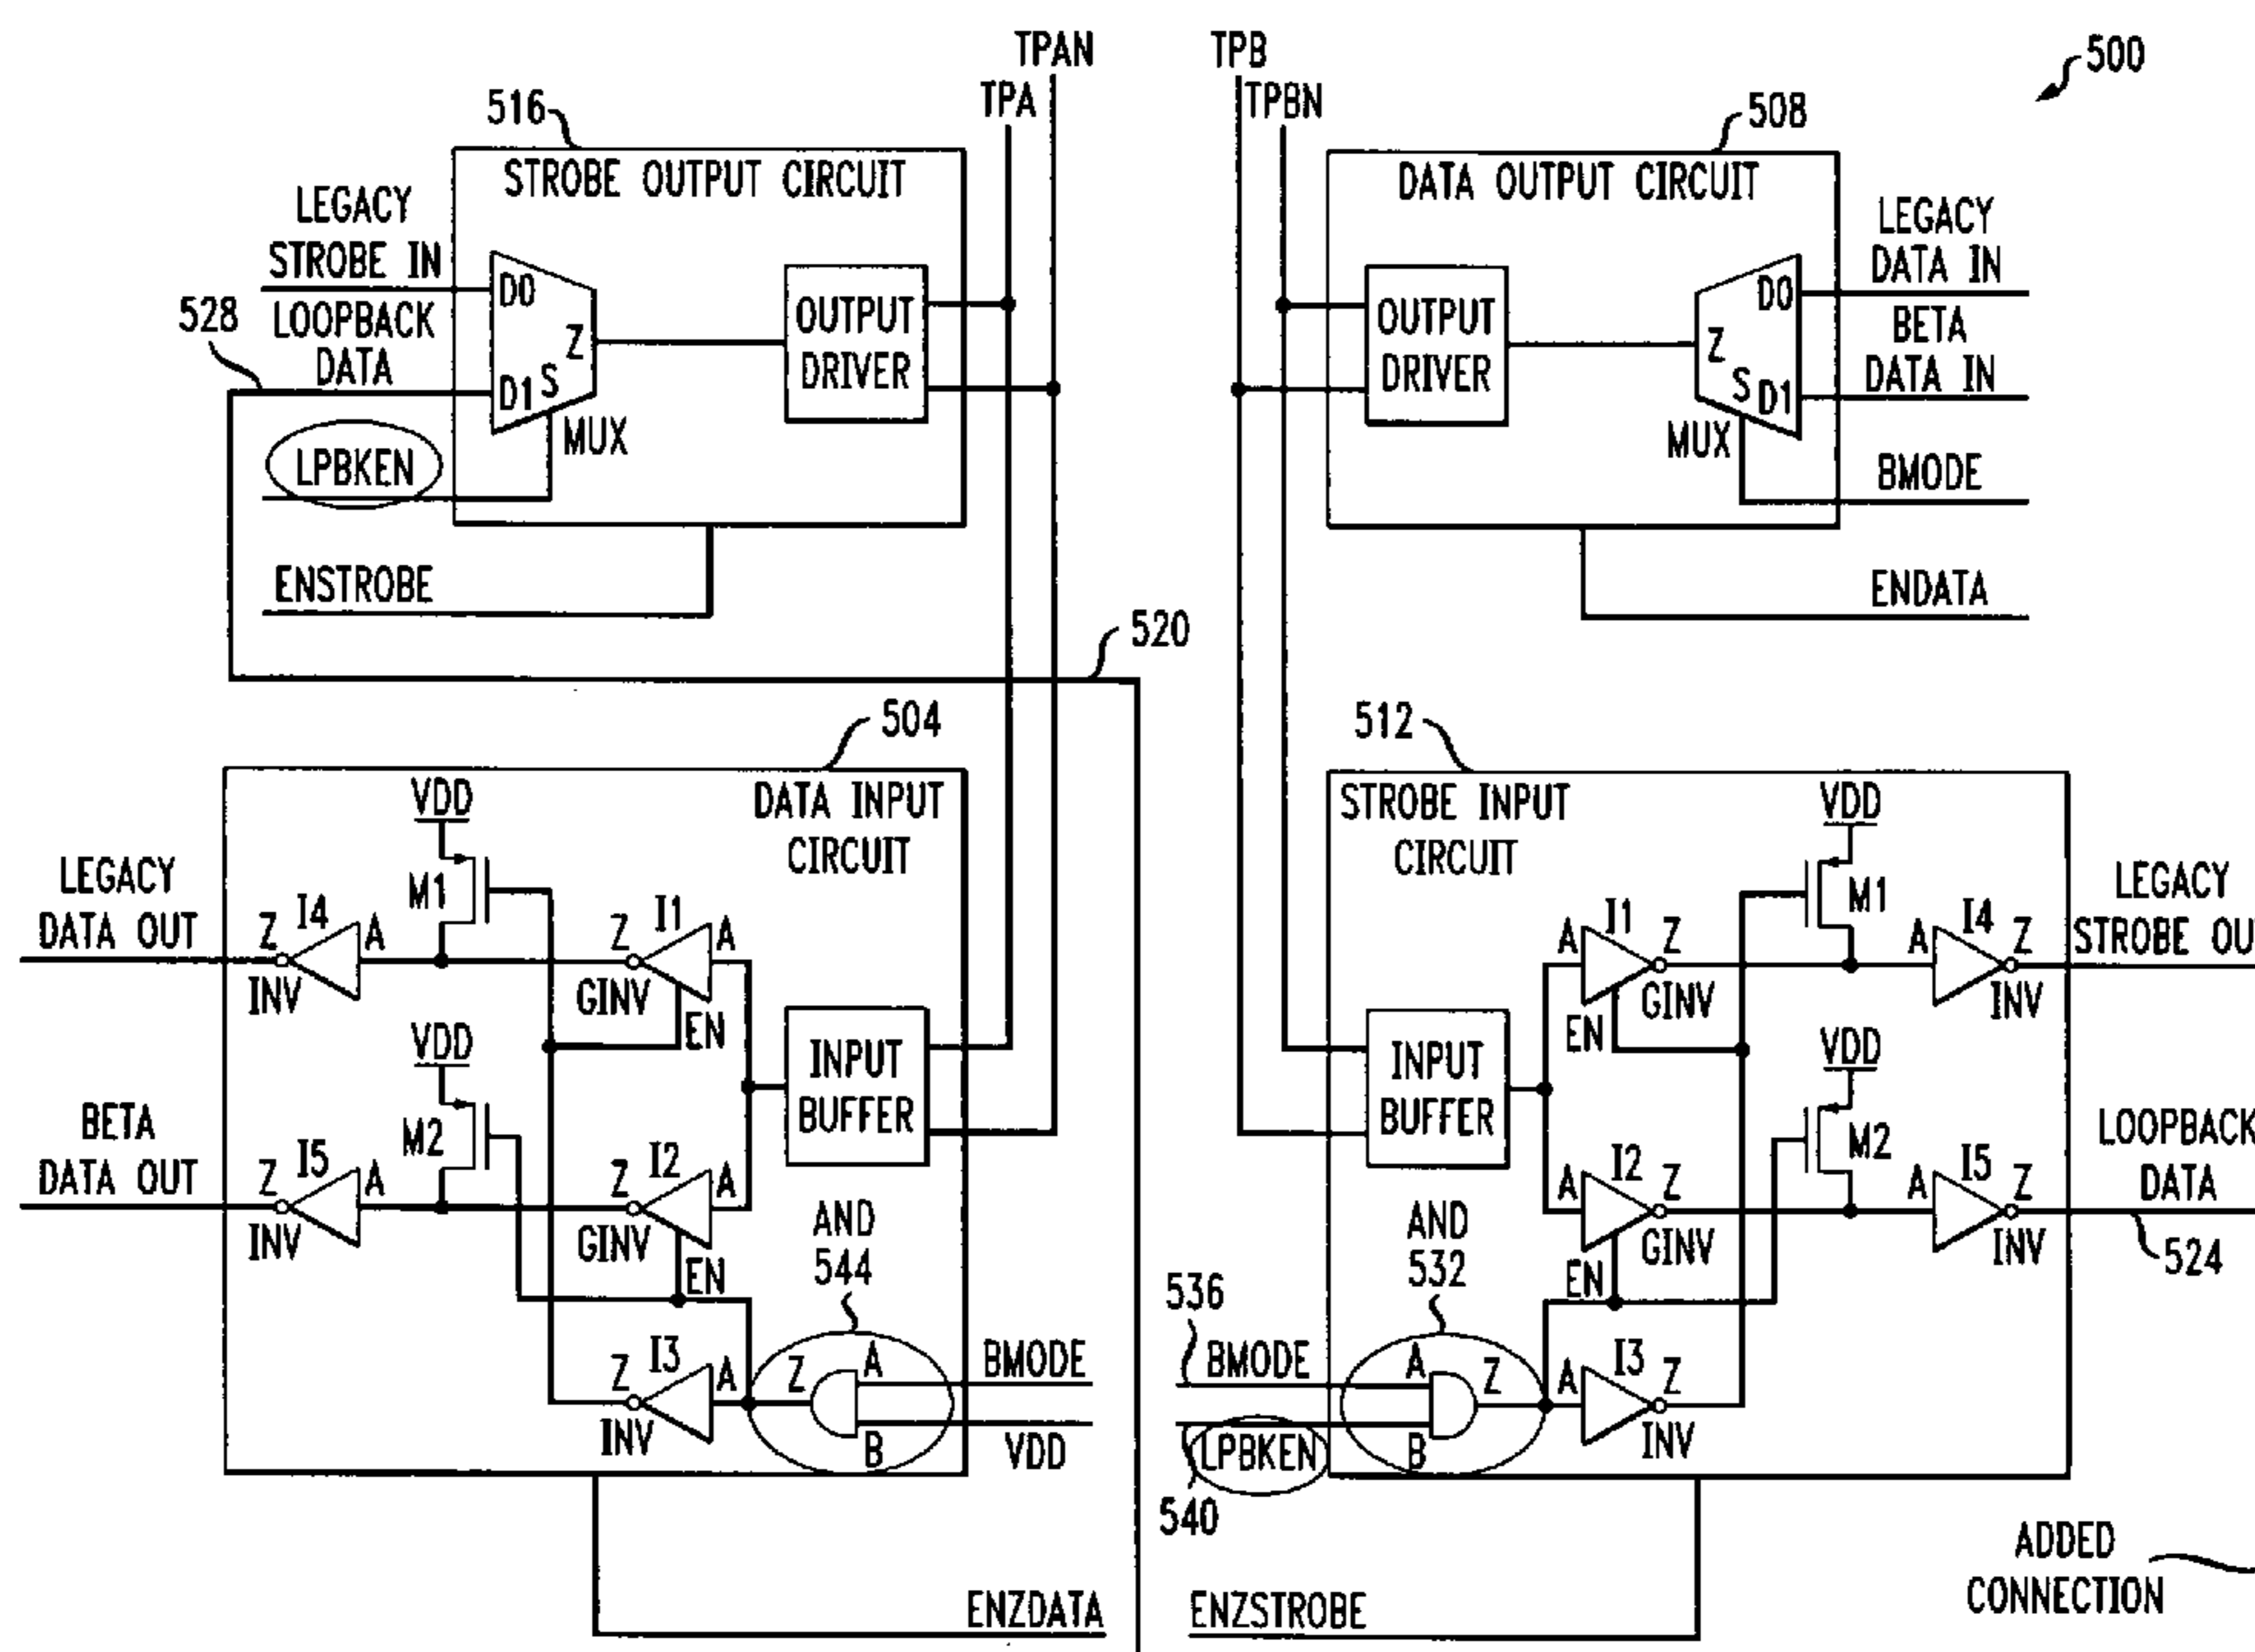 500
TPAN
TPA
TPB
TPBN
516
STROBE OUTPUT CIRCUIT
LEGACY
STROBE IN
LOOPBACK
DATA
528
D0
D1
S
Z
MUX
LPBKEN
OUTPUT
DRIVER
ENSTROBE
508
DATA OUTPUT CIRCUIT
OUTPUT
DRIVER
Z
S
D0
D1
MUX
LEGACY
DATA IN
BETA
DATA IN
BMODE
ENDATA
520
504
DATA INPUT
CIRCUIT
VDD
M1
LEGACY
DATA OUT
Z
I4
A
INV
Z
I1
A
GINV
EN
VDD
M2
INPUT
BUFFER
BETA
DATA OUT
Z
I5
A
INV
Z
I2
A
GINV
EN
AND
544
Z
I3
A
INV
Z
A
B
BMODE
VDD
ENZDATA
512
STROBE INPUT
CIRCUIT
VDD
M1
A
I1
Z
GINV
EN
A
I4
Z
INV
LEGACY
STROBE OU
INPUT
BUFFER
VDD
M2
A
I2
Z
GINV
EN
A
I5
Z
INV
LOOPBACK
DATA
524
AND
532
536
BMODE
A
B
Z
A
I3
Z
INV
LPBKEN
540
ENZSTROBE
ADDED
CONNECTION